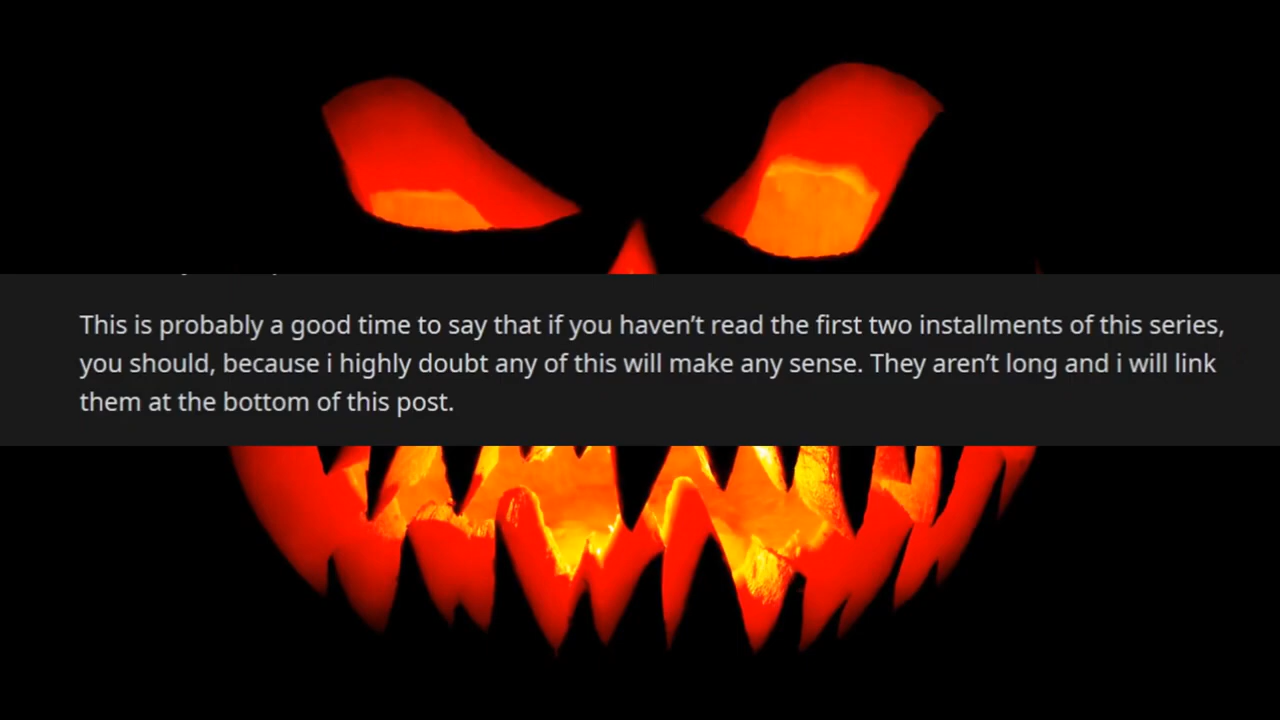 This is probably a good time to say that if you haven’t read the first two installments of this series,
you should, because i highly doubt any of this will make any sense. They aren’t long and i will link
them at the bottom of this post.